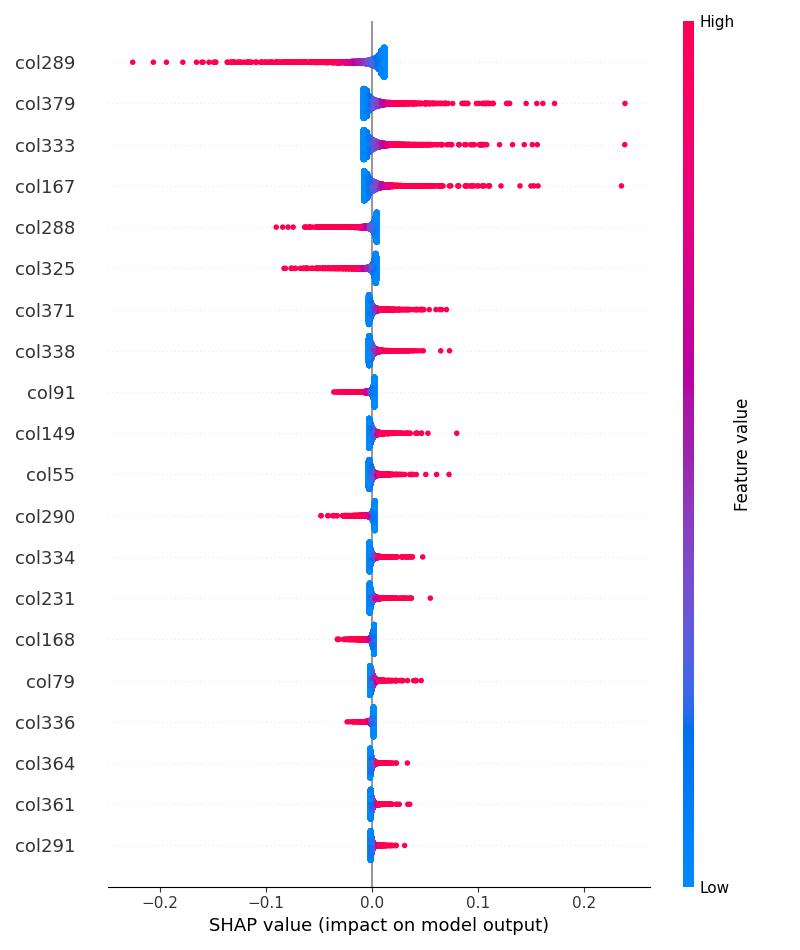 High
col289
col379
col333
col167
col288
col325
col371
col338
col91
col149
col55
col290
col334
col231
col168
col79
col336
col364
col361
col291
Feature value
Low
−0.2 −0.1 0.0 0.1 0.2
SHAP value (impact on model output)